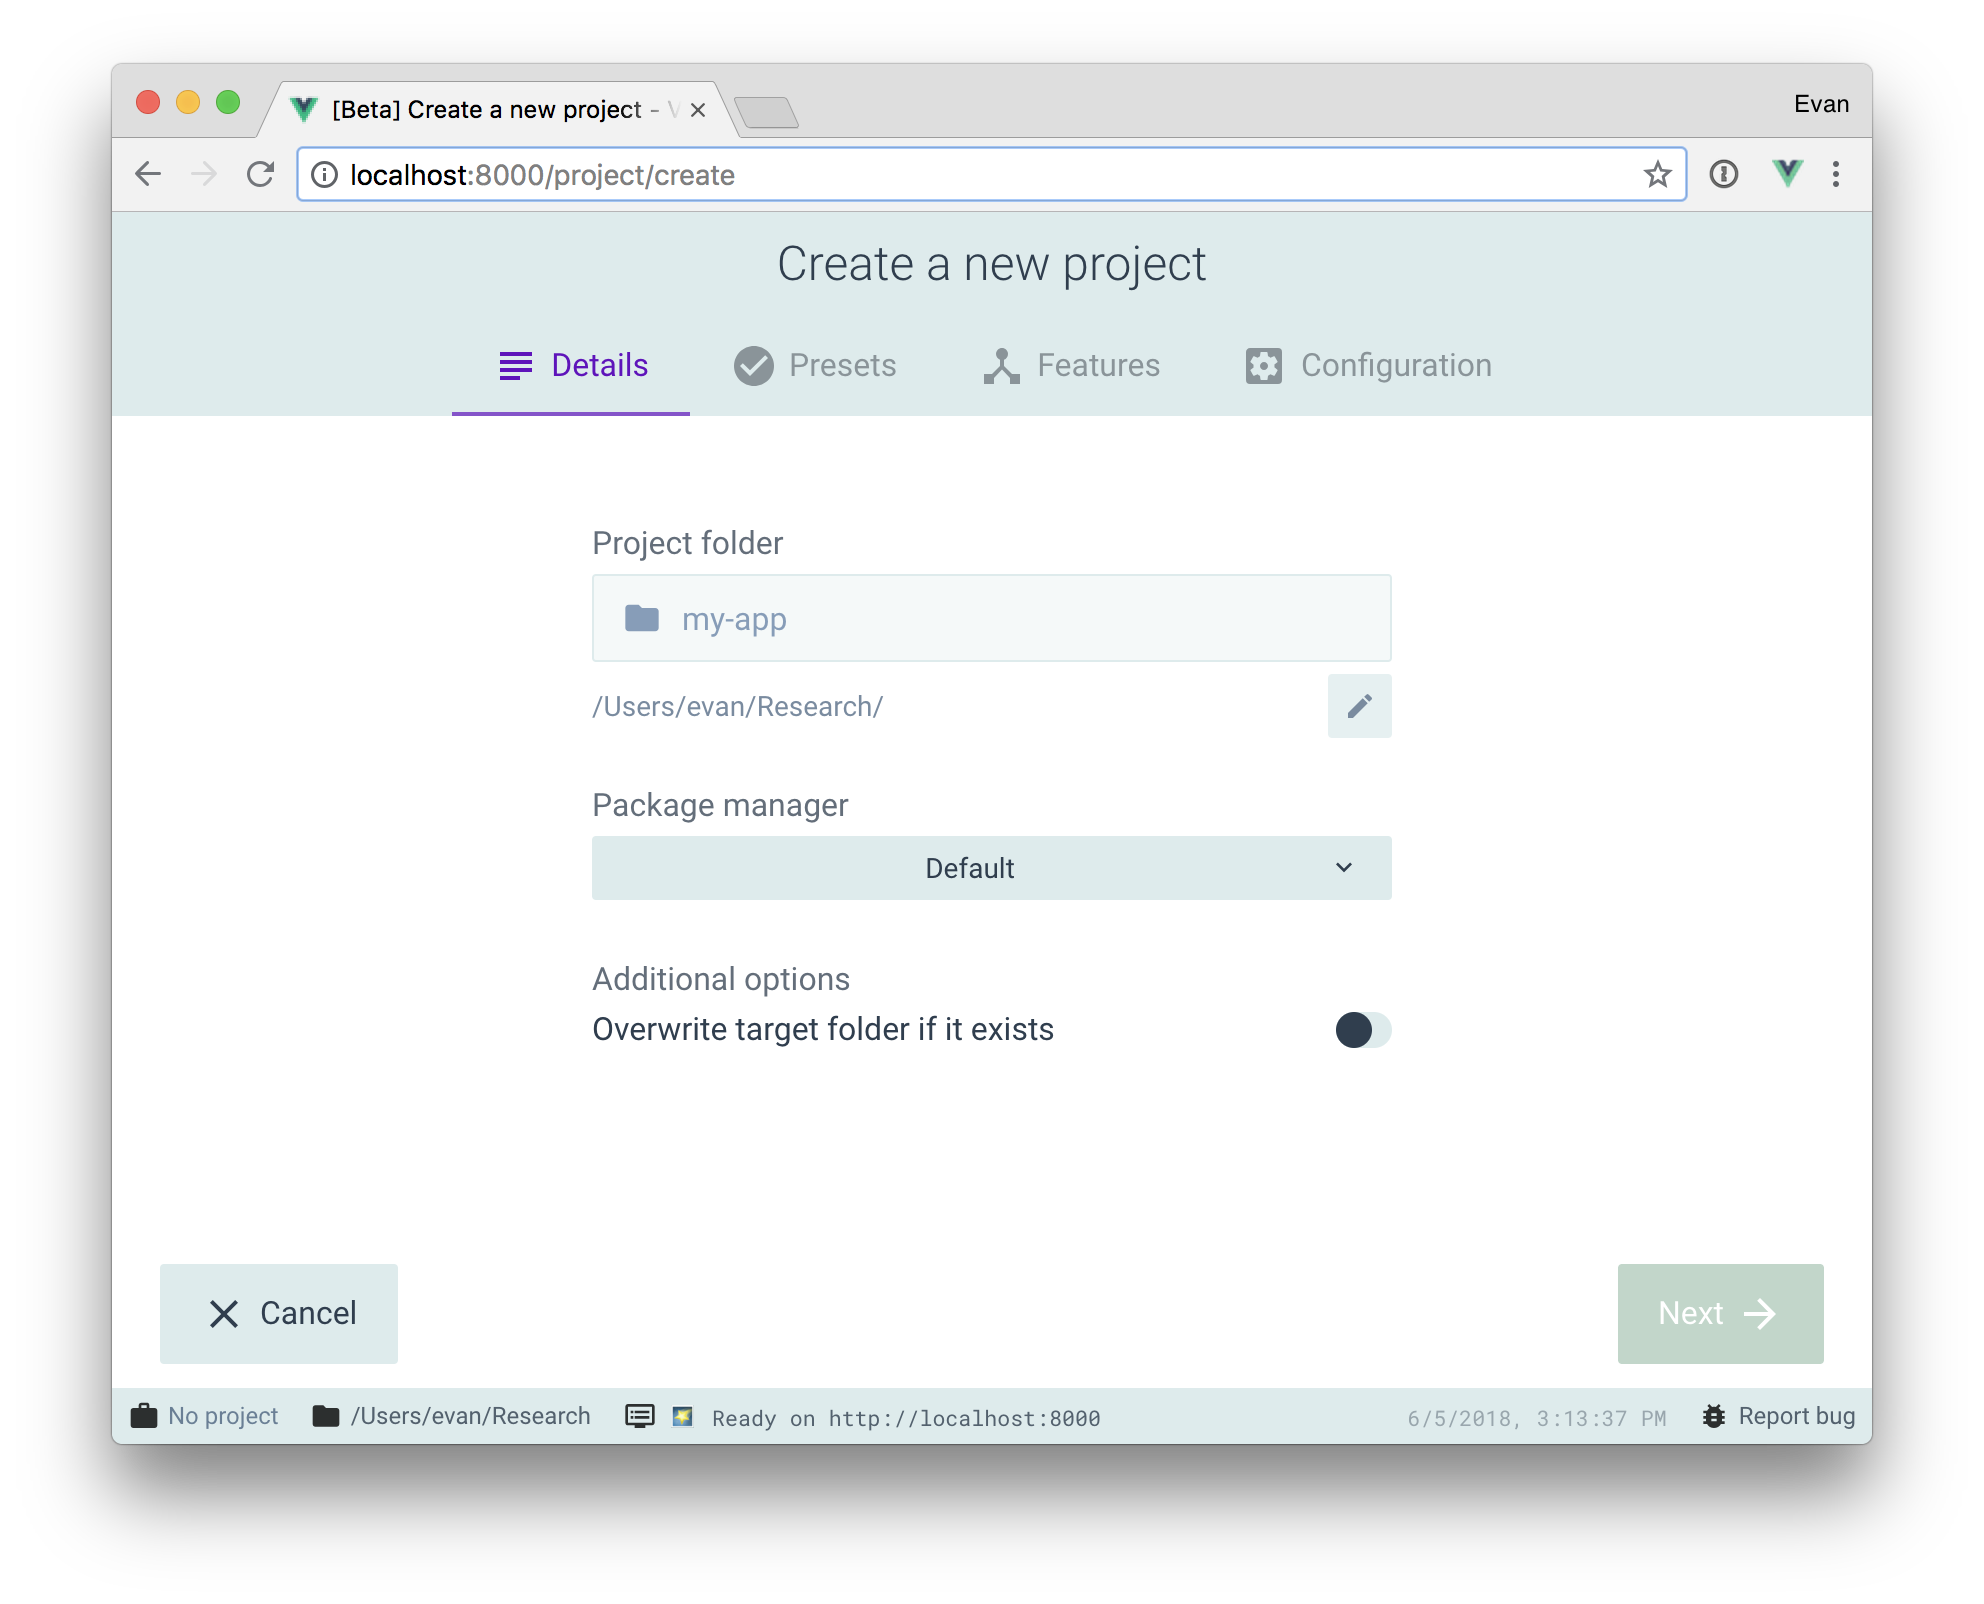 [Beta] Create a new project - V
Evan
localhost:8000/project/create
Create a new project
Details
Presets
Features
Configuration
Project folder
my-app
/Users/evan/Research/
Package manager
Default
Additional options
Overwrite target folder if it exists
Cancel
Next
No project
/Users/evan/Research
Ready on http://localhost:8000
6/5/2018, 3:13:37 PM
Report bug